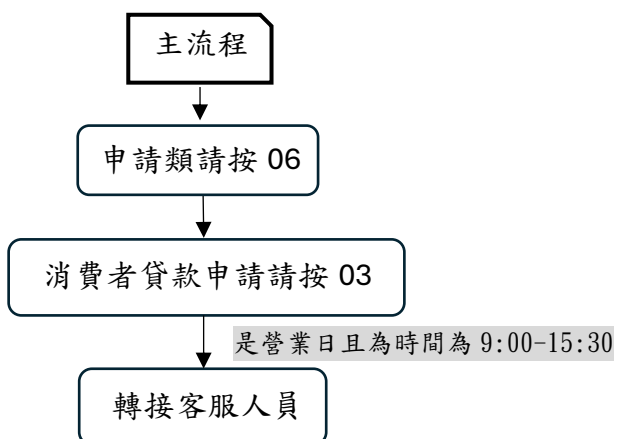 主流程
申請類請按 06
消費者貸款申請請按 03
是營業日且為時間為 9:00-15:30
轉接客服人員